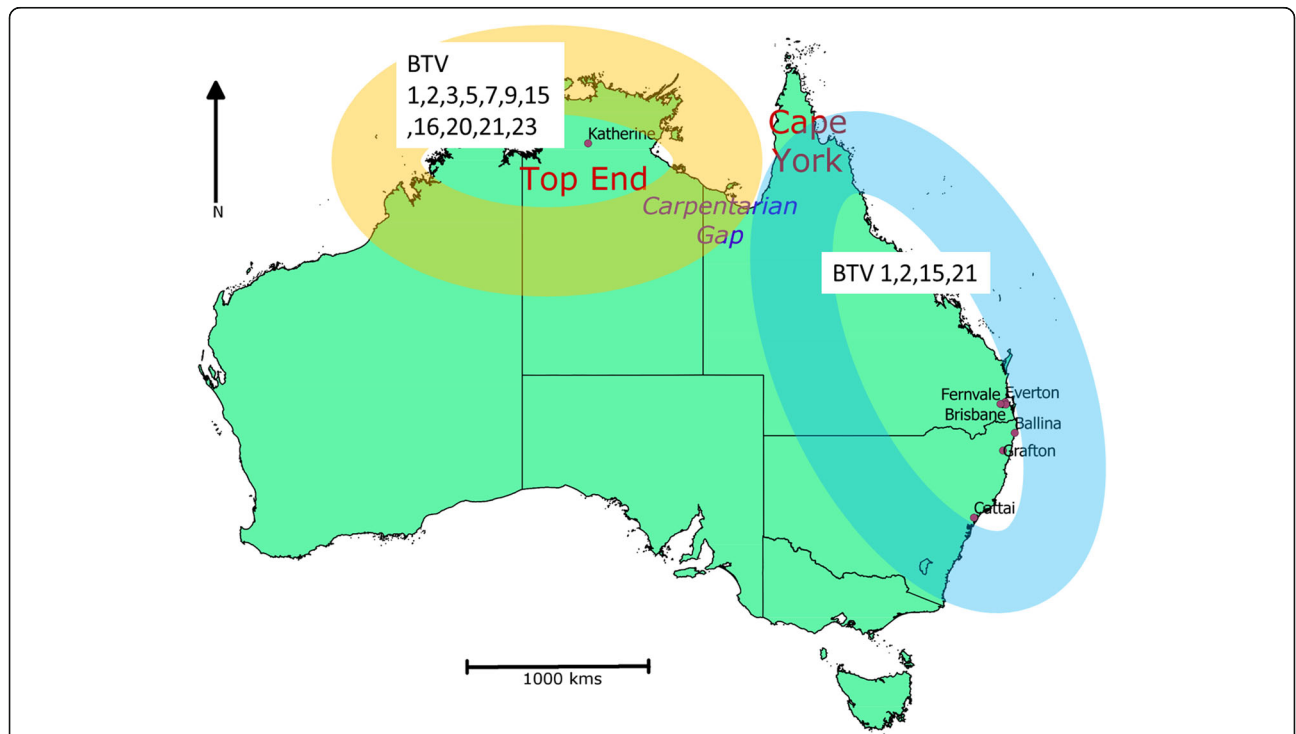 BTV
1,2,3,5,7,9,15
,16,20,21,23
Katherine
Top End
Cape
York
Carpentarian
Gap
N
BTV 1,2,15,21
Fernvale
Everton
Brisbane
Ballina
Grafton
Cattai
1000 kms